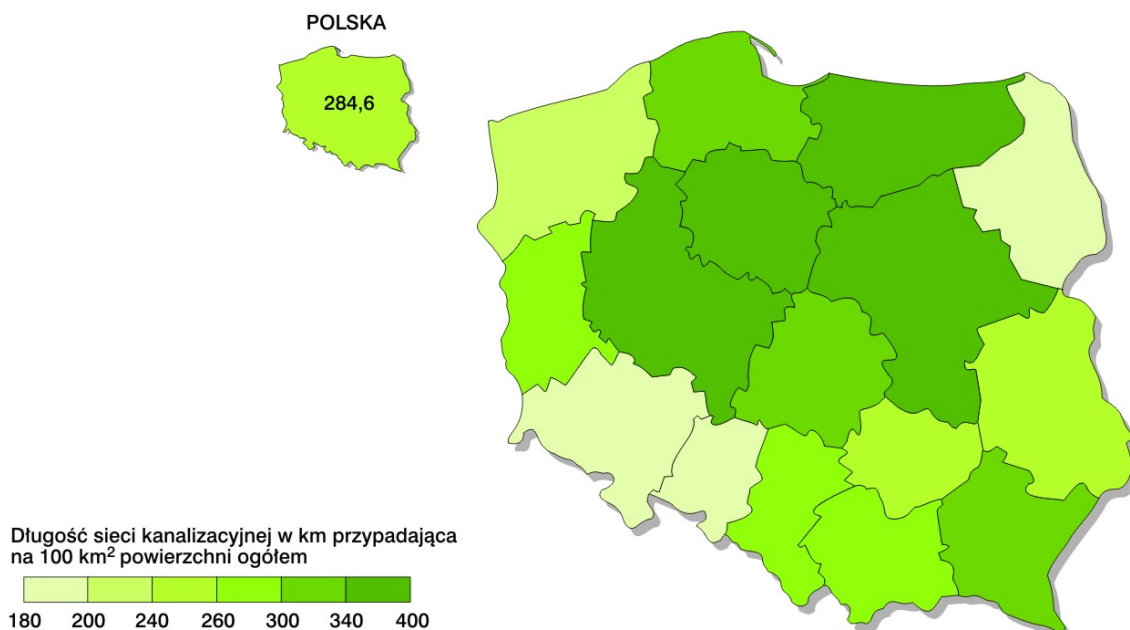 POLSKA
284,6
Długość sieci kanalizacyjnej w km przypadająca
na 100 km² powierzchni ogółem
180 200 240 260 300 340 400